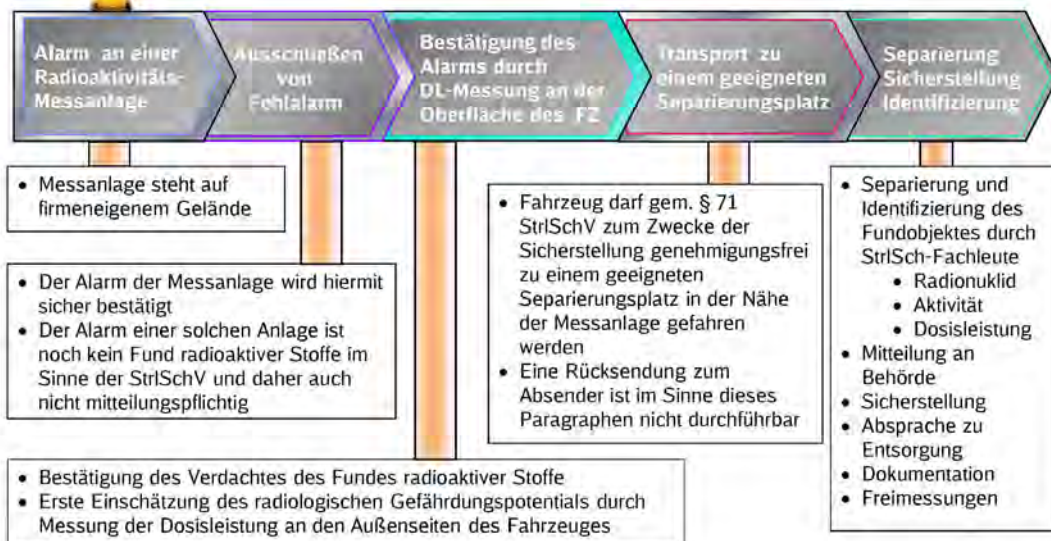 Alarm an einer
Radioaktivitäts-
Messanlage
Ausschließen
von
Fehlalarm
Bestätigung des
Alarms durch
DL-Messung an der
Oberfläche des FZ
Transport zu
einem geeigneten
Separierungsplatz
Separierung
Sicherstellung
Identifizierung
• Messanlage steht auf
firmeneigenem Gelände
• Der Alarm der Messanlage wird hiermit
sicher bestätigt
• Der Alarm einer solchen Anlage ist
noch kein Fund radioaktiver Stoffe im
Sinne der StrlSchV und daher auch
nicht mitteilungspflichtig
• Bestätigung des Verdachtes des Fundes radioaktiver Stoffe
• Erste Einschätzung des radiologischen Gefährdungspotentials durch
Messung der Dosisleistung an den Außenseiten des Fahrzeuges
• Fahrzeug darf gem. § 71
StrlSchV zum Zwecke der
Sicherstellung genehmigungsfrei
zu einem geeigneten
Separierungsplatz in der Nähe
der Messanlage gefahren
werden
• Eine Rücksendung zum
Absender ist im Sinne dieses
Paragraphen nicht durchführbar
• Separierung und
Identifizierung des
Fundobjektes durch
StrlSch-Fachleute
• Radionuklid
• Aktivität
• Dosisleistung
• Mitteilung an
Behörde
• Sicherstellung
• Absprache zu
Entsorgung
• Dokumentation
• Freimessungen